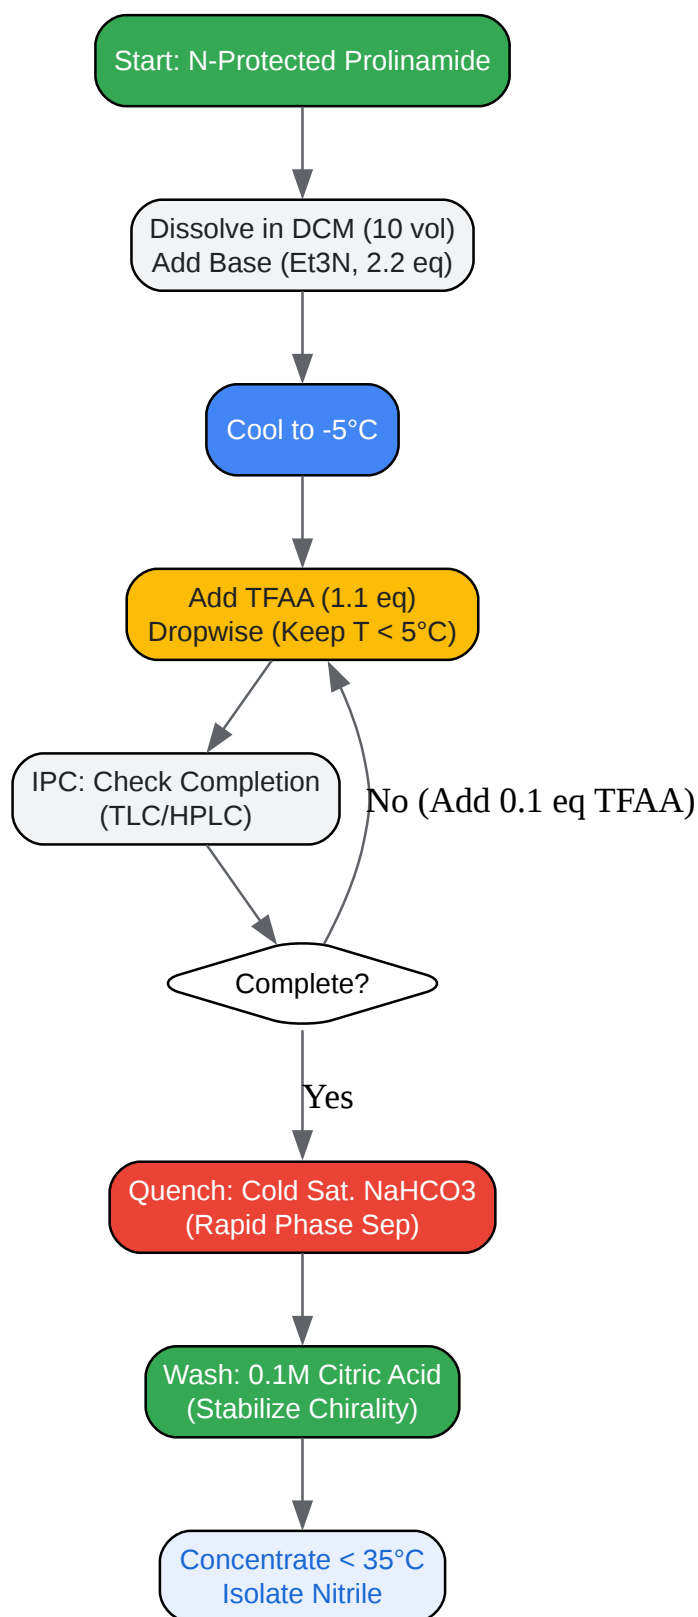 Start: N-Protected Prolinamide
Dissolve in DCM (10 vol)
Add Base (Et3N, 2.2 eq)
Cool to -5°C
Add TFAA (1.1 eq)
Dropwise (Keep T < 5°C)
IPC: Check Completion
(TLC/HPLC)
No (Add 0.1 eq TFAA)
Complete?
Yes
Quench: Cold Sat. NaHCO3
(Rapid Phase Sep)
Wash: 0.1M Citric Acid
(Stabilize Chirality)
Concentrate < 35°C
Isolate Nitrile